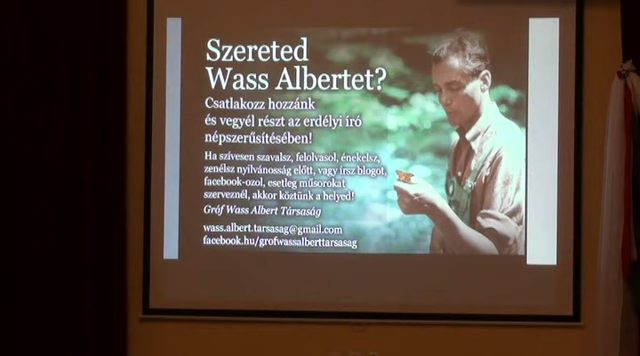 Szereted
Wass Albertet?
Csatlakozz hozzánk
és vegyél részt az erdélyi író
népszerűsítésében!
Ha szívesen szavalsz, felolvasol, énekelsz,
zenélsz nyilvánosság előtt, vagy írsz blogot,
facebook-ozol, esetleg műsorokat
szerveznél, akkor köztünk a helyed!
Gróf Wass Albert Társaság
wass.albert.tarsasag@gmail.com
facebook.hu/grofwassalberttarsasag